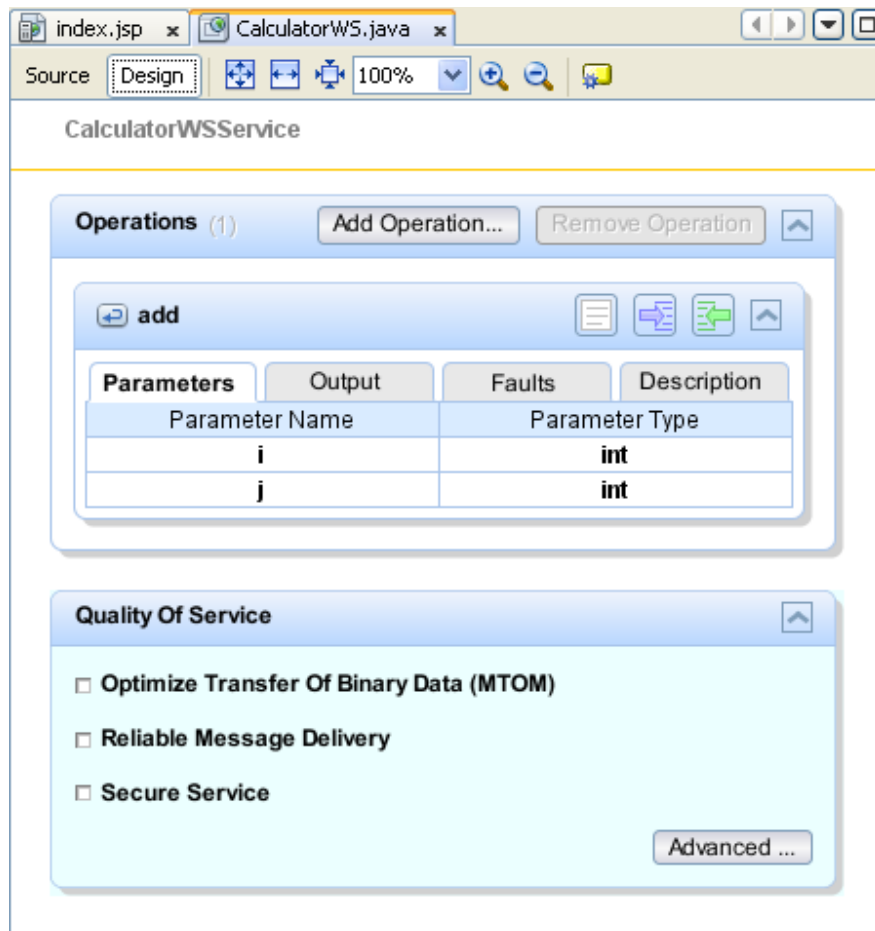 index.jsp x CalculatorWS.java x
Source Design 100%
CalculatorWSService
Operations (1) Add Operation... Remove Operation
add
Parameters Output Faults Description
Parameter Name Parameter Type
i int
j int
Quality Of Service
Optimize Transfer Of Binary Data (MTOM)
Reliable Message Delivery
Secure Service
Advanced ...